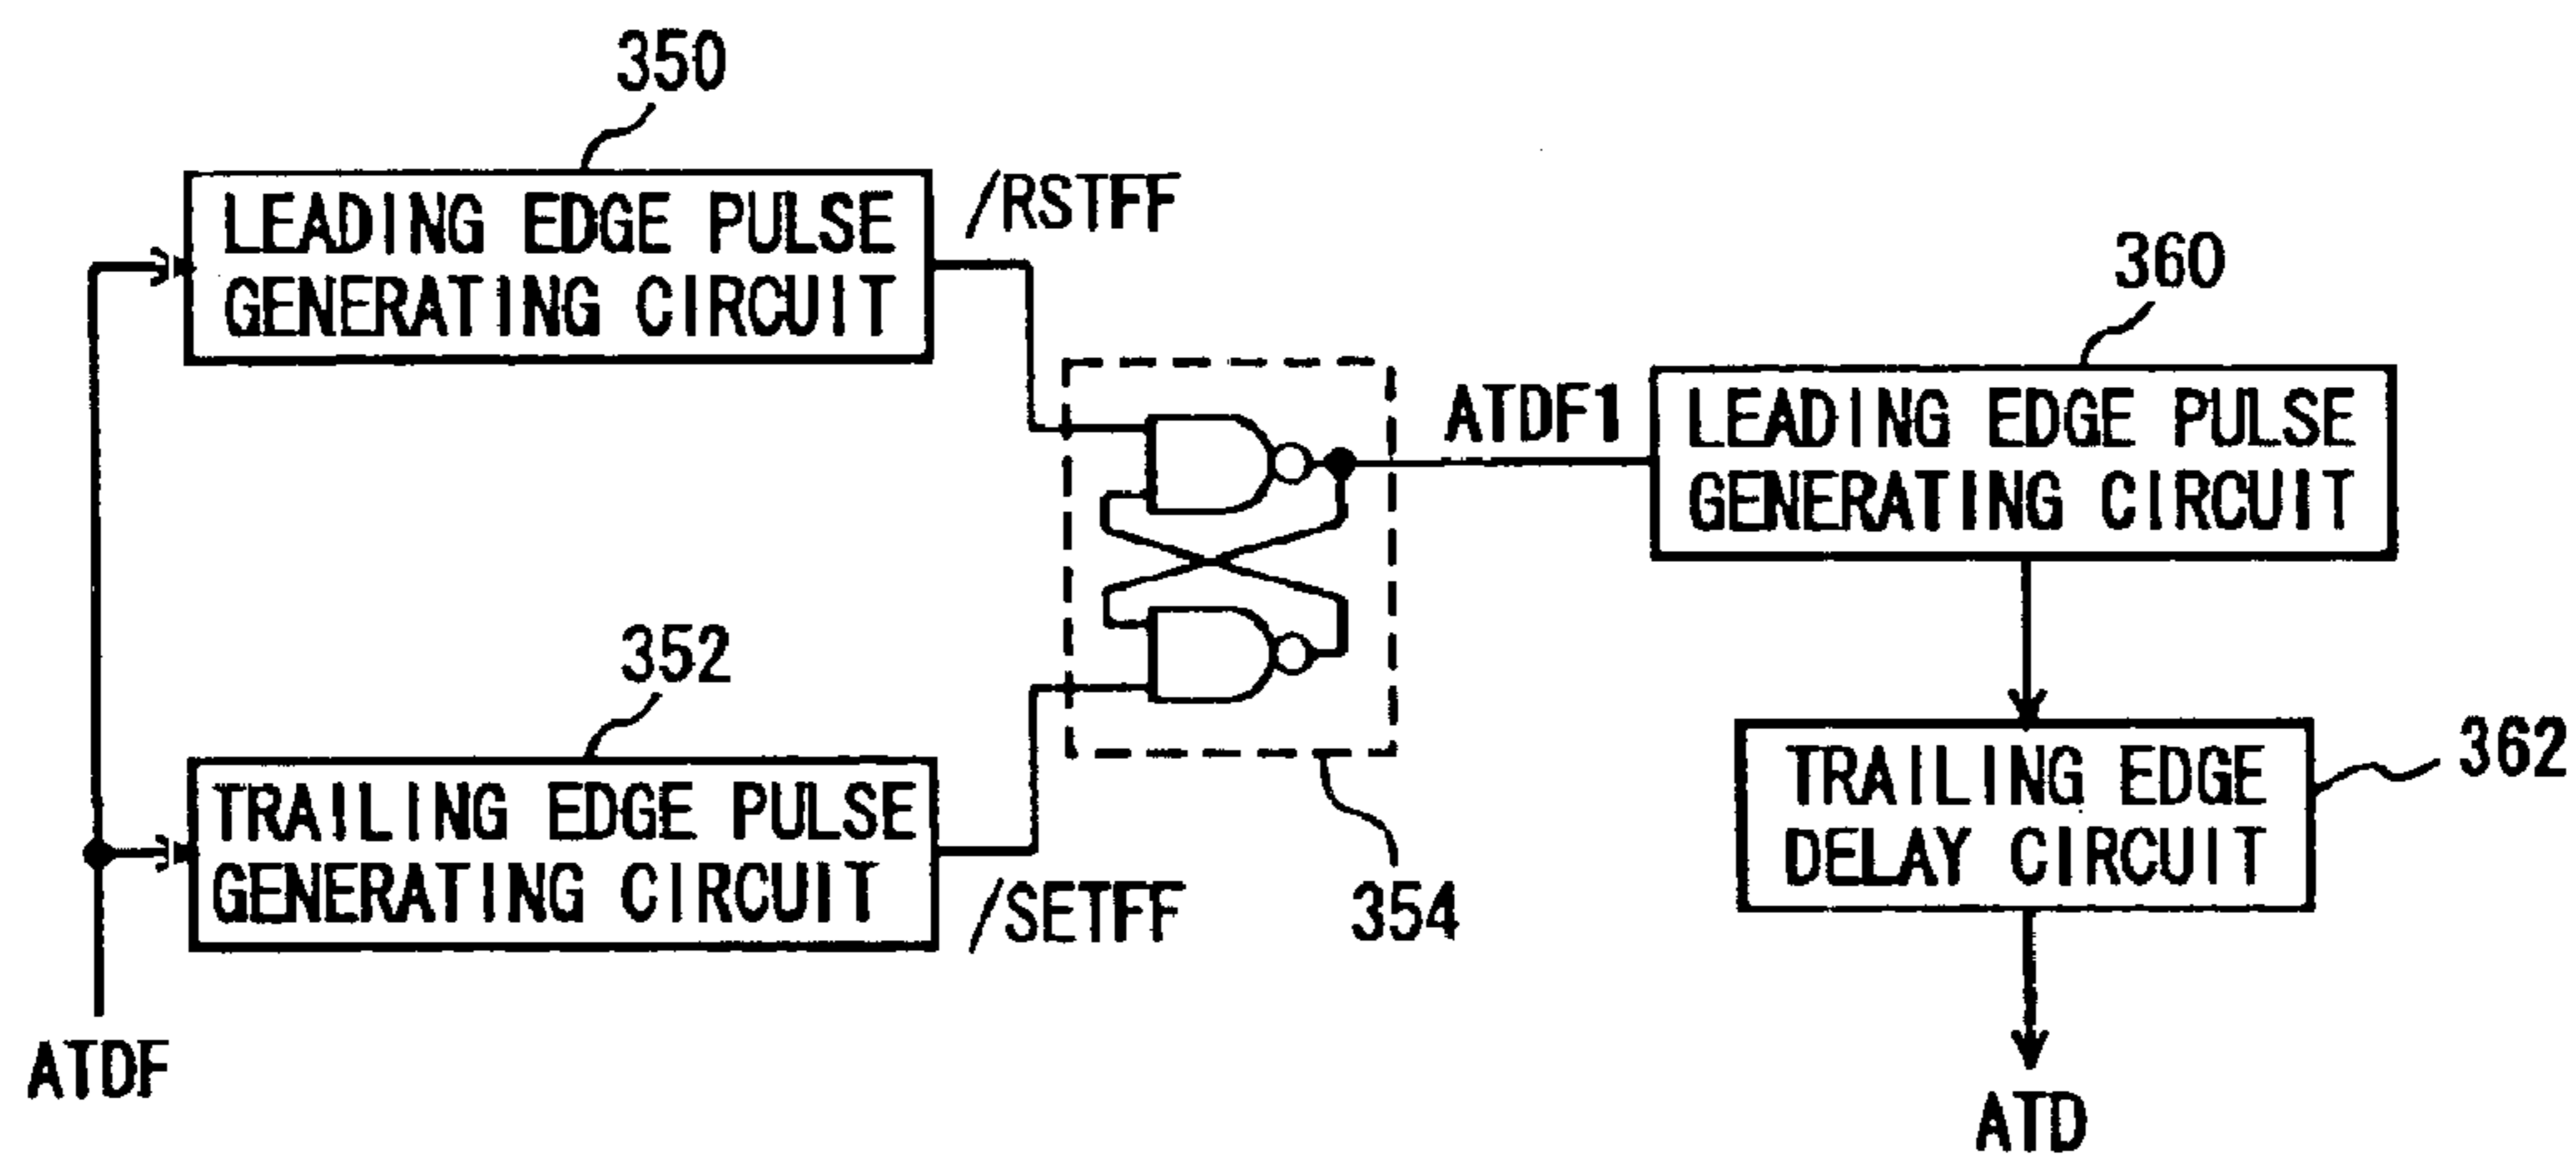 350
LEADING EDGE PULSE
GENERATING CIRCUIT
/RSTFF
360
ATDF1
LEADING EDGE PULSE
GENERATING CIRCUIT
352
TRAILING EDGE PULSE
GENERATING CIRCUIT
/SETFF
354
TRAILING EDGE
DELAY CIRCUIT
362
ATDF
ATD